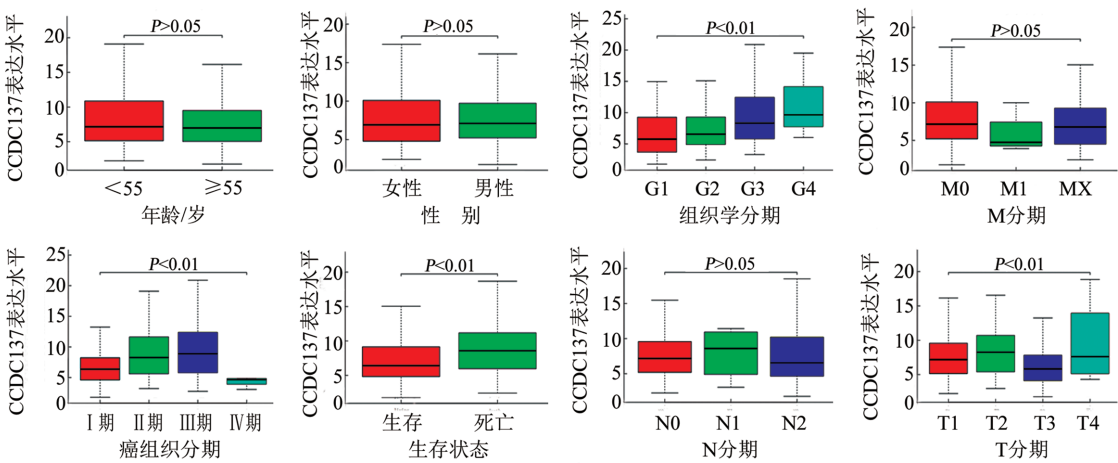 CCDC137表达水平
P>0.05
20
15
10
5
0
<55 ≥55
年龄/岁
CCDC137表达水平
P>0.05
20
15
10
5
0
女性 男性
性 别
CCDC137表达水平
P<0.01
25
20
15
10
5
0
G1 G2 G3 G4
组织学分期
CCDC137表达水平
P>0.05
20
15
10
5
0
M0 M1 MX
M分期
CCDC137表达水平
P<0.01
25
20
15
10
5
0
Ⅰ期 Ⅱ期 Ⅲ期 Ⅳ期
癌组织分期
CCDC137表达水平
P<0.01
20
15
10
5
0
生存 死亡
生存状态
CCDC137表达水平
P>0.05
20
15
10
5
0
N0 N1 N2
N分期
CCDC137表达水平
P<0.01
20
15
10
5
0
T1 T2 T3 T4
T分期